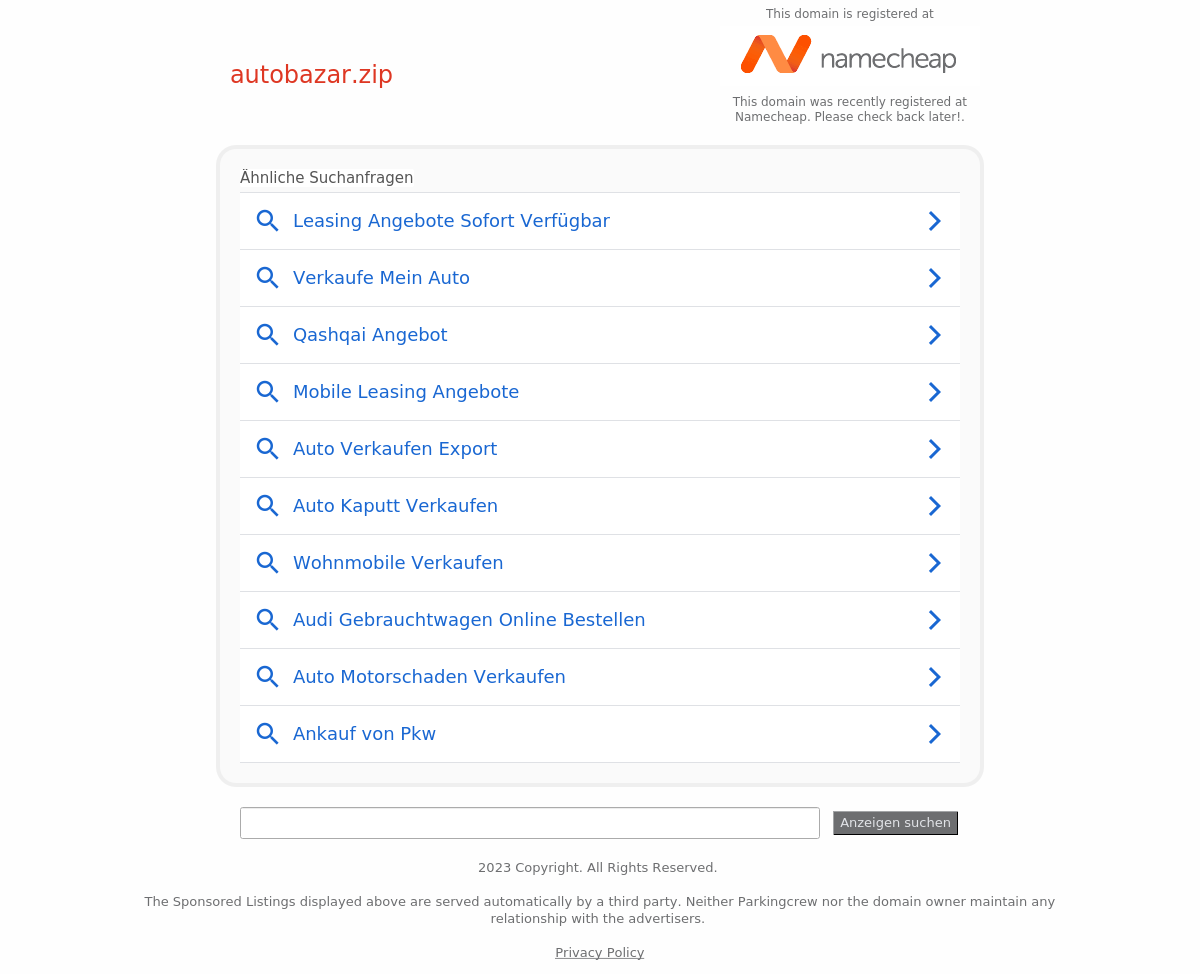 This domain is registered at
namecheap
autobazar.zip
This domain was recently registered at
Namecheap. Please check back later!.
Ähnliche Suchanfragen
Leasing Angebote Sofort Verfügbar
Verkaufe Mein Auto
Qashqai Angebot
Mobile Leasing Angebote
Auto Verkaufen Export
Auto Kaputt Verkaufen
Wohnmobile Verkaufen
Audi Gebrauchtwagen Online Bestellen
Auto Motorschaden Verkaufen
Ankauf von Pkw
Anzeigen suchen
2023 Copyright. All Rights Reserved.
The Sponsored Listings displayed above are served automatically by a third party. Neither Parkingcrew nor the domain owner maintain any
relationship with the advertisers.
Privacy Policy